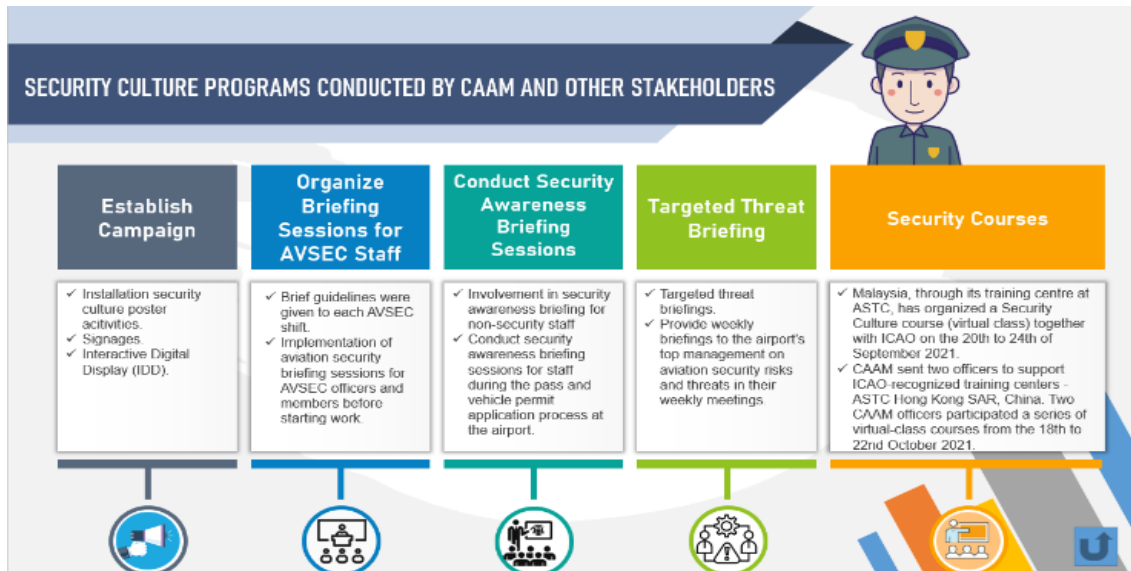 SECURITY CULTURE PROGRAMS CONDUCTED BY CAAM AND OTHER STAKEHOLDERS
Establish
Campaign
✓ Installation security
culture poster
acitivities.
✓ Signages.
✓ Interactive Digital
Display (IDD).
Organize
Briefing
Sessions for
AVSEC Staff
✓ Brief guidelines were
given to each AVSEC
shift.
✓ Implementation of
aviation security
briefing sessions for
AVSEC officers and
members before
starting work.
Conduct Security
Awareness
Briefing
Sessions
✓ Involvement in security
awareness briefing for
non-security staff
✓ Conduct security
awareness briefing
sessions for staff
during the pass and
vehicle permit
application process at
the airport.
Targeted Threat
Briefing
✓ Targeted threat
briefings.
✓ Provide weekly
briefings to the airport's
top management on
aviation security risks
and threats in their
weekly meetings.
Security Courses
✓ Malaysia, through its training centre at
ASTC, has organized a Security
Culture course (virtual class) together
with ICAO on the 20th to 24th of
September 2021.
✓ CAAM sent two officers to support
ICAO-recognized training centers -
ASTC Hong Kong SAR, China. Two
CAAM officers participated a series of
virtual-class courses from the 18th to
22nd October 2021.